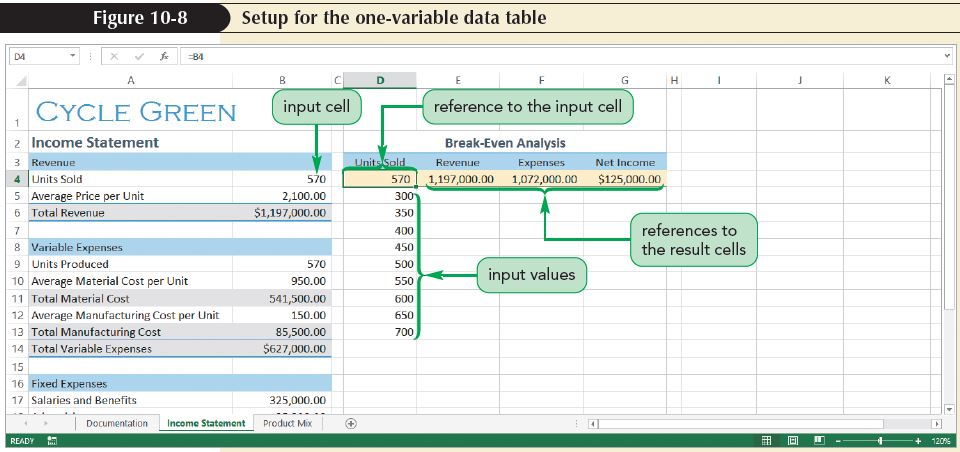 Figure 10-8 Setup for the one-variable data table
D4 fx =B4
A B C D E F G H I J K
input cell reference to the input cell
1 CYCLE GREEN
2 Income Statement Break-Even Analysis
3 Revenue Units Sold Revenue Expenses Net Income
4 Units Sold 570 570 1,197,000.00 1,072,000.00 $125,000.00
5 Average Price per Unit 2,100.00 300
6 Total Revenue $1,197,000.00 350
7 400
references to
the result cells
8 Variable Expenses 450
9 Units Produced 570 500
input values
10 Average Material Cost per Unit 950.00 550
11 Total Material Cost 541,500.00 600
12 Average Manufacturing Cost per Unit 150.00 650
13 Total Manufacturing Cost 85,500.00 700
14 Total Variable Expenses $627,000.00
15
16 Fixed Expenses
17 Salaries and Benefits 325,000.00
Documentation Income Statement Product Mix
READY 120%